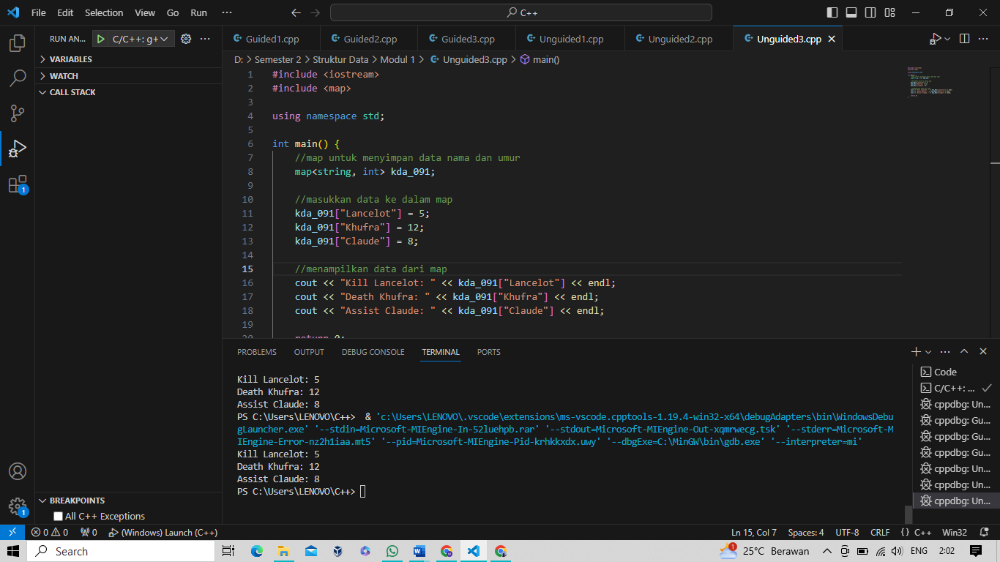 File Edit Selection View Go Run ··· C++
RUN AN... C/C++: g+ ···
Guided1.cpp Guided2.cpp Guided3.cpp Unguided1.cpp Unguided2.cpp Unguided3.cpp
VARIABLES
WATCH
CALL STACK
D: > Semester 2 > Struktur Data > Modul 1 > Unguided3.cpp > main()
1 #include <iostream>
2 #include <map>
3
4 using namespace std;
5
6 int main() {
7 //map untuk menyimpan data nama dan umur
8 map<string, int> kda_091;
9
10 //masukkan data ke dalam map
11 kda_091["Lancelot"] = 5;
12 kda_091["Khufra"] = 12;
13 kda_091["Claude"] = 8;
14
15 //menampilkan data dari map
16 cout << "Kill Lancelot: " << kda_091["Lancelot"] << endl;
17 cout << "Death Khufra: " << kda_091["Khufra"] << endl;
18 cout << "Assist Claude: " << kda_091["Claude"] << endl;
19
20 return 0;
PROBLEMS OUTPUT DEBUG CONSOLE TERMINAL PORTS
Kill Lancelot: 5
Death Khufra: 12
Assist Claude: 8
PS C:\Users\LENOVO\C++> & 'c:\Users\LENOVO\.vscode\extensions\ms-vscode.cpptools-1.19.4-win32-x64\debugAdapters\bin\WindowsDebu
gLauncher.exe' '--stdin=Microsoft-MIEngine-In-52luehpb.rar' '--stdout=Microsoft-MIEngine-Out-xqmrwecg.tsk' '--stderr=Microsoft-M
IEngine-Error-nz2h1iaa.mt5' '--pid=Microsoft-MIEngine-Pid-krhkkxdx.uwy' '--dbgExe=C:\MinGW\bin\gdb.exe' '--interpreter=mi'
Kill Lancelot: 5
Death Khufra: 12
Assist Claude: 8
PS C:\Users\LENOVO\C++>
Code
C/C++: ...
cppdbg: Un...
cppdbg: Gu...
cppdbg: Gu...
cppdbg: Gu...
cppdbg: Un...
cppdbg: Un...
cppdbg: Un...
1
1
BREAKPOINTS
All C++ Exceptions
0 0 0 (Windows) Launch (C++) Ln 15, Col 7 Spaces: 4 UTF-8 CRLF {} C++ Win32
Search 1 25°C Berawan ENG 2:02